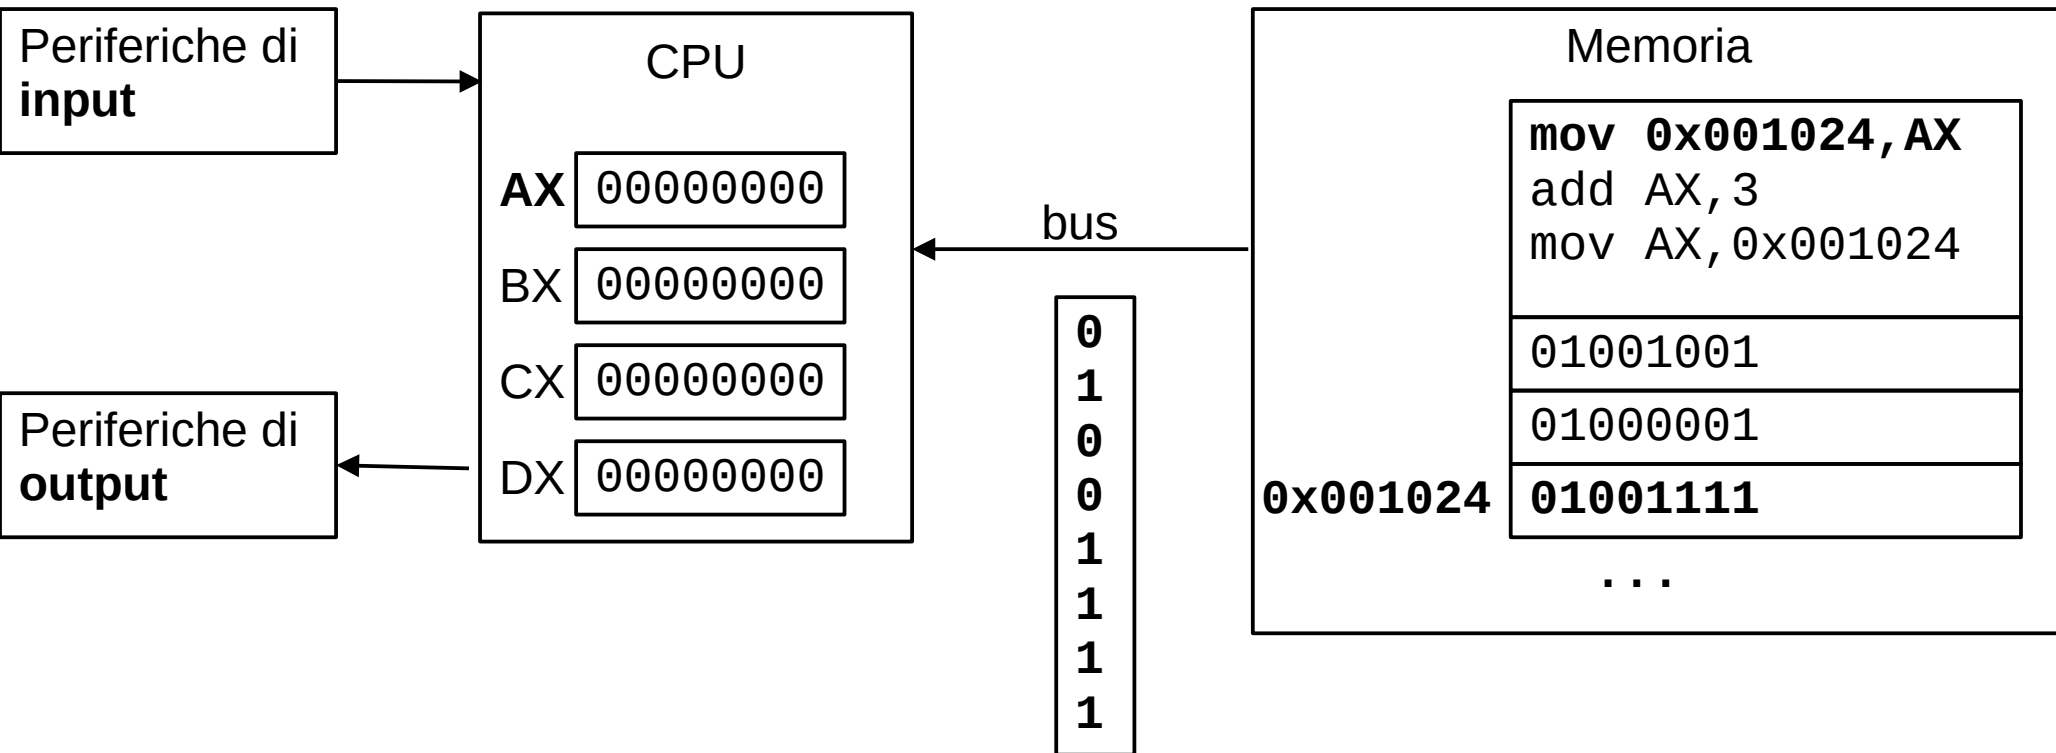 Periferiche di
input
Periferiche di
output
CPU
AX 00000000
BX 00000000
CX 00000000
DX 00000000
bus
0
1
0
0
1
1
1
1
Memoria
mov 0x001024,AX
add AX,3
mov AX,0x001024
01001001
01000001
0x001024 01001111
...